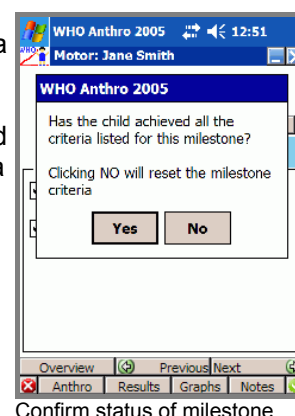 WHO Anthro 2005 12:51
Motor: Jane Smith
WHO Anthro 2005
Has the child achieved all the
criteria listed for this milestone?
Clicking NO will reset the milestone
criteria
Yes No
Overview Previous Next
Anthro Results Graphs Notes
Confirm status of milestone